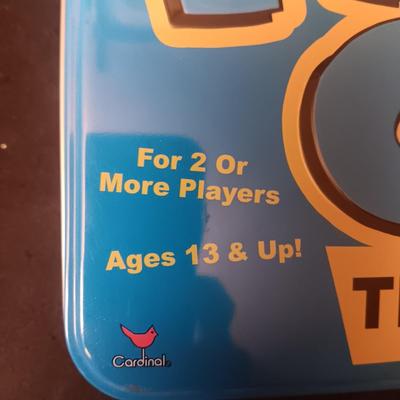 For 2 Or
More Players
Ages 13 & Up!
Cardinal